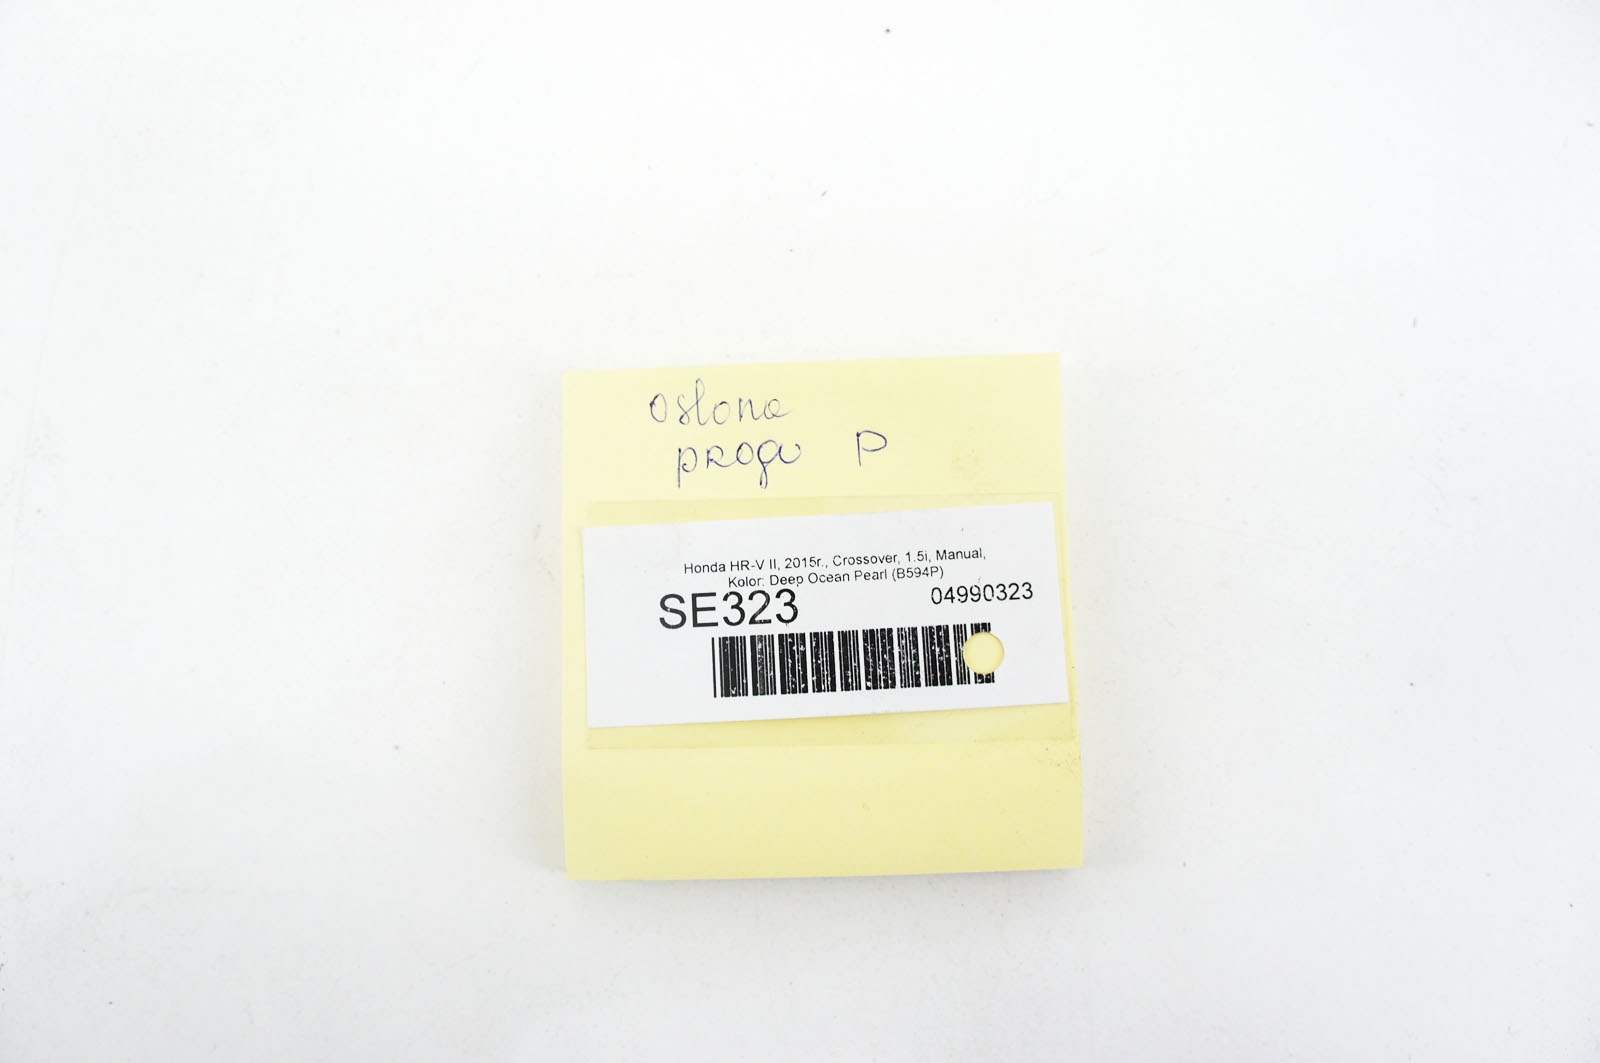 osłona
progu P
Honda HR-V II, 2015r., Crossover, 1.5i, Manual,
Kolor: Deep Ocean Pearl (B594P)
SE323 04990323